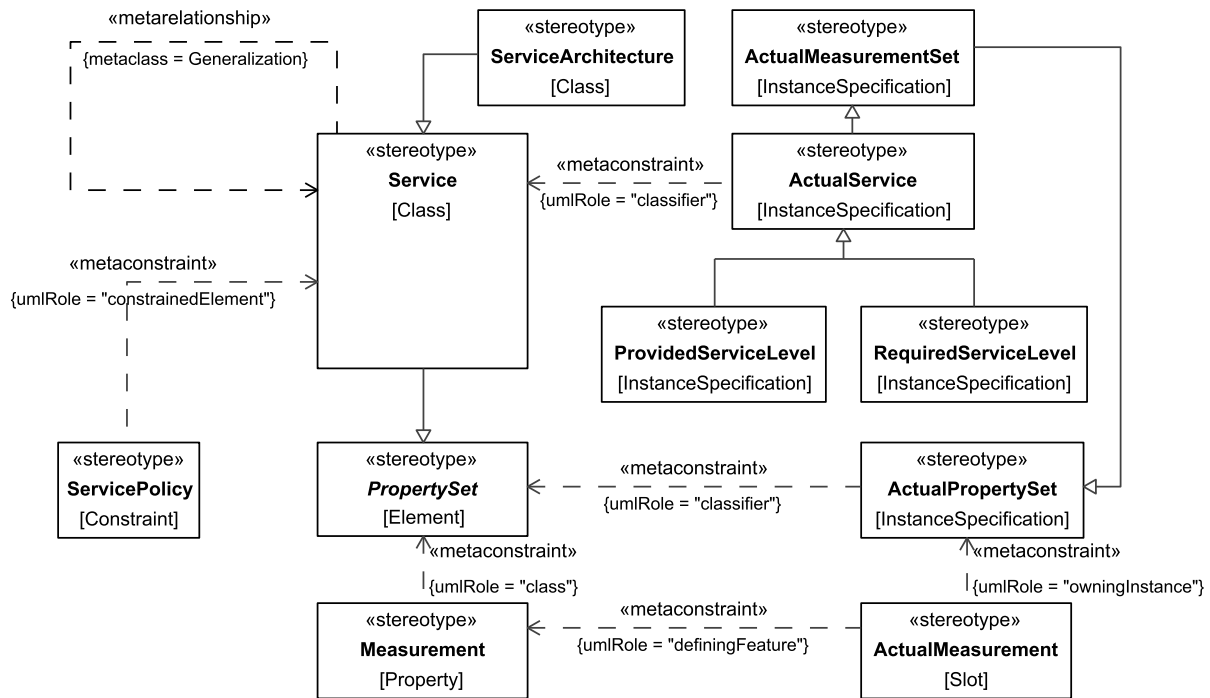 «metarelationship»
{metaclass = Generalization}
«stereotype»
ServiceArchitecture
[Class]
«stereotype»
ActualMeasurementSet
[InstanceSpecification]
«stereotype»
Service
[Class]
«metaconstraint»
{umlRole = "classifier"}
«stereotype»
ActualService
[InstanceSpecification]
«metaconstraint»
{umlRole = "constrainedElement"}
«stereotype»
ProvidedServiceLevel
[InstanceSpecification]
«stereotype»
RequiredServiceLevel
[InstanceSpecification]
«stereotype»
ServicePolicy
[Constraint]
«stereotype»
PropertySet
[Element]
«metaconstraint»
{umlRole = "classifier"}
«stereotype»
ActualPropertySet
[InstanceSpecification]
«metaconstraint»
{umlRole = "class"}
«metaconstraint»
{umlRole = "owningInstance"}
«stereotype»
Measurement
[Property]
«metaconstraint»
{umlRole = "definingFeature"}
«stereotype»
ActualMeasurement
[Slot]